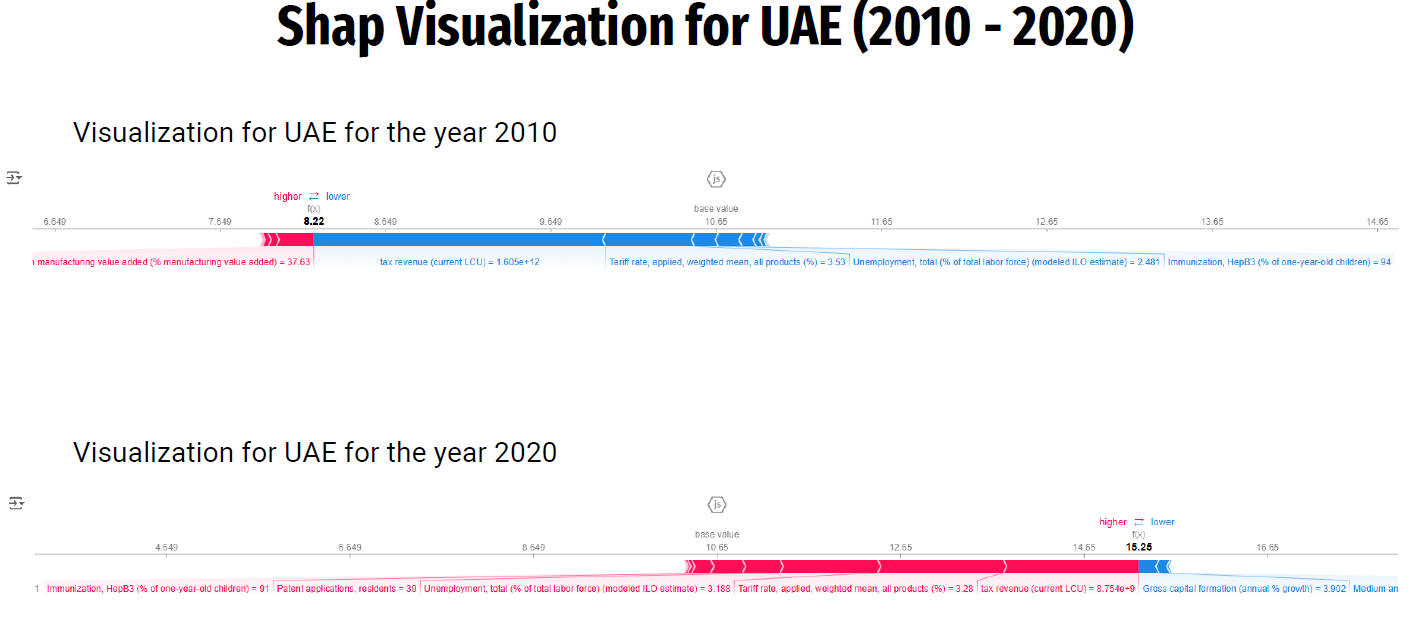 Shap Visualization for UAE (2010 - 2020)
Visualization for UAE for the year 2010
js
higher lower
f(x) base value
6.649 7.649 8.22 8.649 9.649 10.65 11.65 12.65 13.65 14.65
manufacturing value added (% manufacturing value added) = 37.63 tax revenue (current LCU) = 1.605e+12 Tariff rate, applied, weighted mean, all products (%) = 3.53 Unemployment, total (% of total labor force) (modeled ILO estimate) = 2.481 Immunization, HepB3 (% of one-year-old children) = 94
Visualization for UAE for the year 2020
js
higher lower
base value f(x)
4.649 6.649 8.649 10.65 12.65 14.65 15.25 16.65
1 Immunization, HepB3 (% of one-year-old children) = 91 Patent applications, residents = 39 Unemployment, total (% of total labor force) (modeled ILO estimate) = 3.188 Tariff rate, applied, weighted mean, all products (%) = 3.28 tax revenue (current LCU) = 8.754e+9 Gross capital formation (annual % growth) = 3.902 Medium an